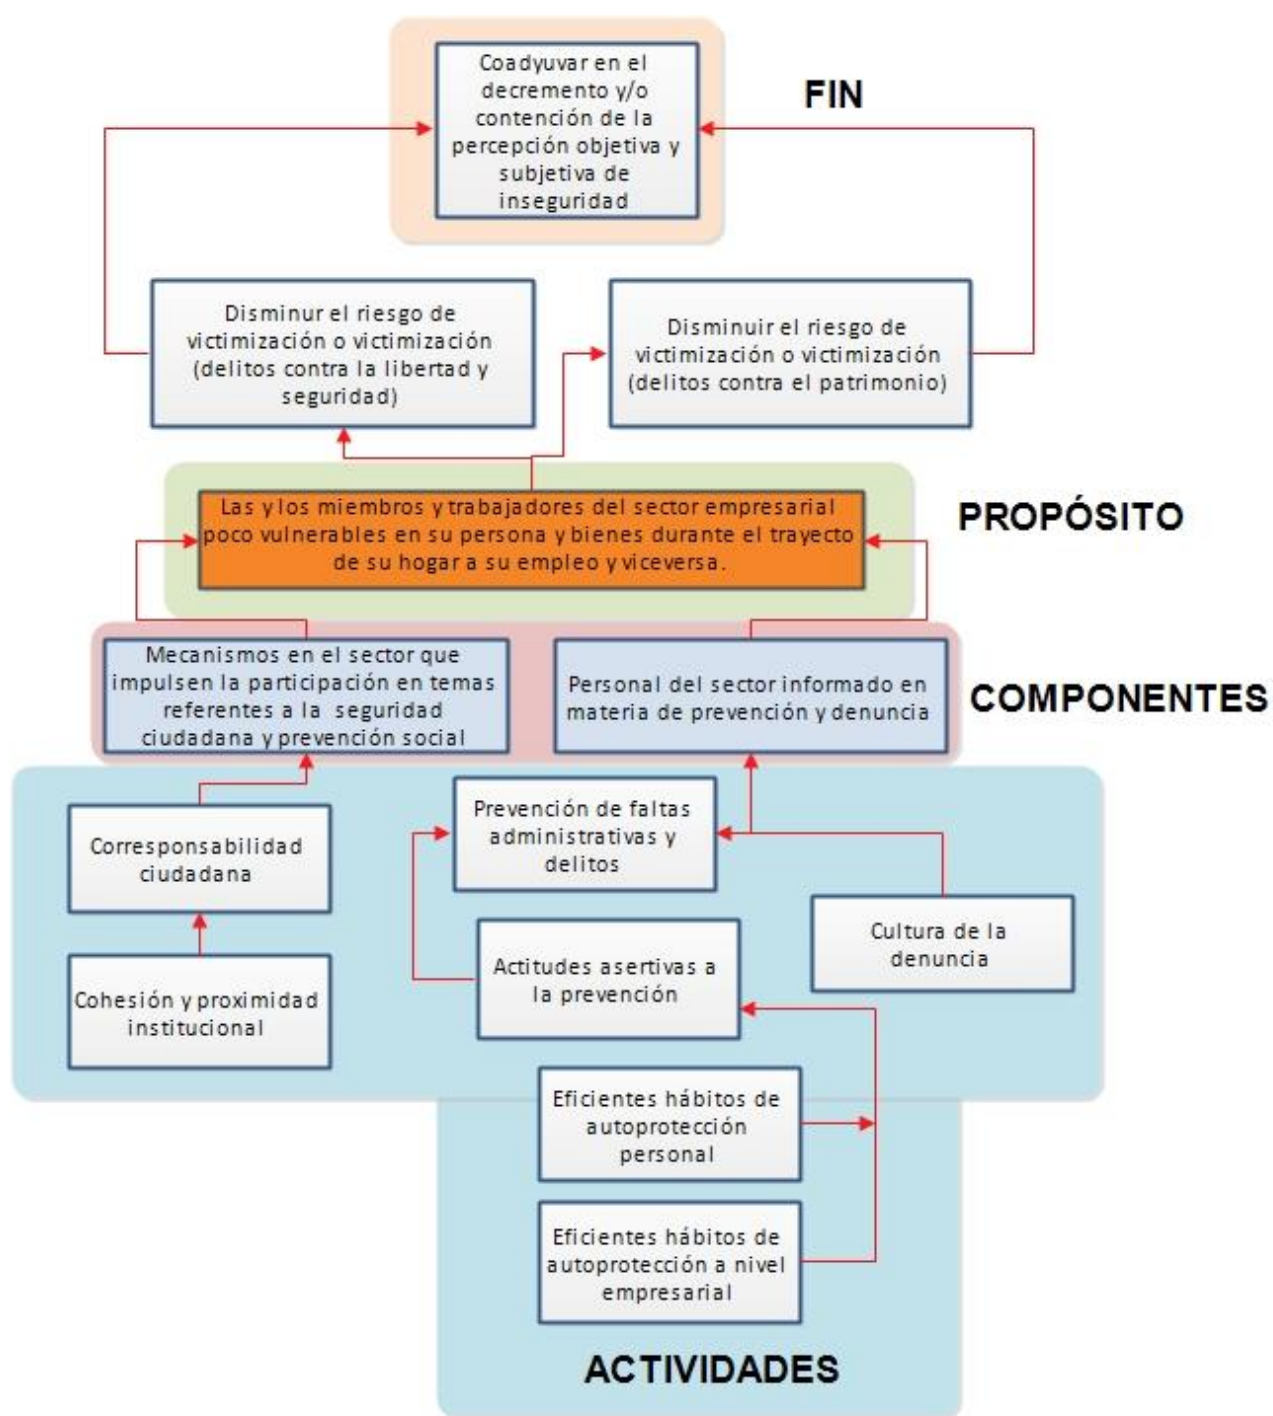 Coadyuvar en el
decremento y/o
contención de la
percepción objetiva y
subjetiva de
inseguridad
FIN
Disminur el riesgo de
victimización o victimización
(delitos contra la libertad y
seguridad)
Disminuir el riesgo de
victimización o victimización
(delitos contra el patrimonio)
Las y los miembros y trabajadores del sector empresarial
poco vulnerables en su persona y bienes durante el trayecto
de su hogar a su empleo y viceversa.
PROPÓSITO
Mecanismos en el sector que
impulsen la participación en temas
referentes a la seguridad
ciudadana y prevención social
Personal del sector informado en
materia de prevención y denuncia
COMPONENTES
Corresponsabilidad
ciudadana
Prevención de faltas
administrativas y
delitos
Cohesión y proximidad
institucional
Actitudes asertivas a
la prevención
Cultura de la
denuncia
Eficientes hábitos de
autoprotección
personal
Eficientes hábitos de
autoprotección a nivel
empresarial
ACTIVIDADES